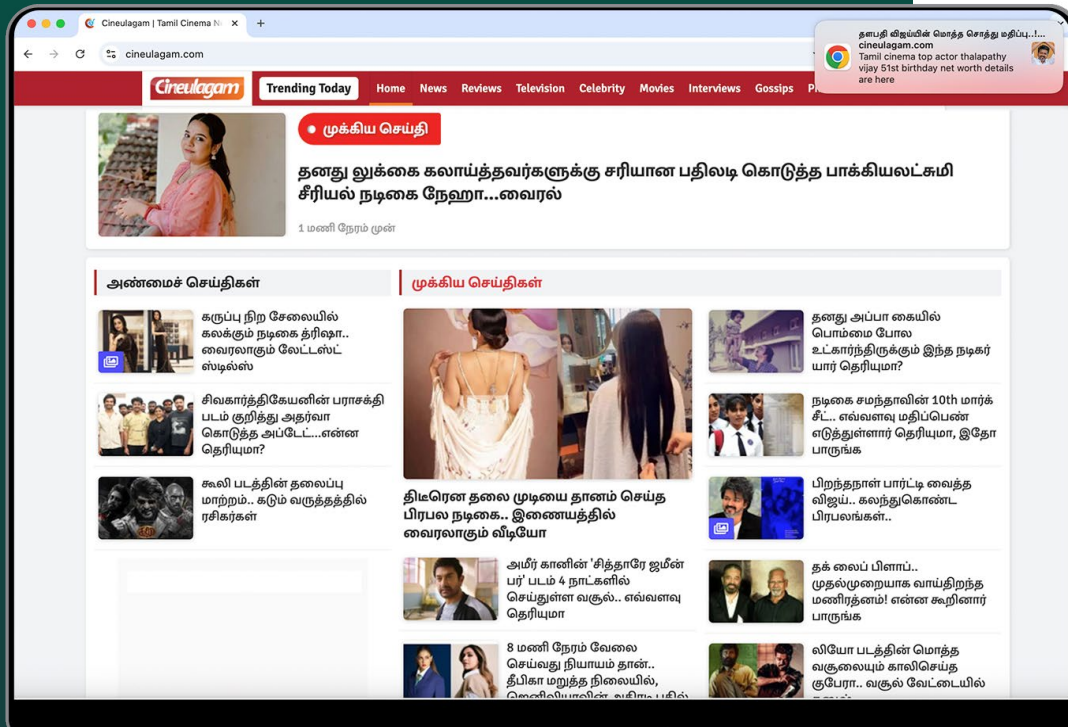 Cineulagam | Tamil Cinema N
cineulagam.com
தளபதி விஜய்யின் மொத்த சொத்து மதிப்பு..!...
cineulagam.com
Tamil cinema top actor thalapathy
vijay 51st birthday net worth details
are here
Cineulagam
Trending Today
Home
News
Reviews
Television
Celebrity
Movies
Interviews
Gossips
முக்கிய செய்தி
தனது லுக்கை கலாய்த்தவர்களுக்கு சரியான பதிலடி கொடுத்த பாக்கியலட்சுமி
சீரியல் நடிகை நேஹா...வைரல்
1 மணி நேரம் முன்
அண்மைச் செய்திகள்
கருப்பு நிற சேலையில்
கலக்கும் நடிகை த்ரிஷா..
வைரலாகும் லேட்டஸ்ட்
ஸ்டில்ஸ்
சிவகார்த்திகேயனின் பராசக்தி
படம் குறித்து அதர்வா
கொடுத்த அப்டேட்...என்ன
தெரியுமா?
கூலி படத்தின் தலைப்பு
மாற்றம்.. கடும் வருத்தத்தில்
ரசிகர்கள்
முக்கிய செய்திகள்
திடீரென தலை முடியை தானம் செய்த
பிரபல நடிகை.. இணையத்தில்
வைரலாகும் வீடியோ
அமீர் கானின் 'சித்தாரே ஜமீன்
பர்' படம் 4 நாட்களில்
செய்துள்ள வசூல்.. எவ்வளவு
தெரியுமா
8 மணி நேரம் வேலை
செய்வது நியாயம் தான்..
தீபிகா மறுத்த நிலையில்,
தனது அப்பா கையில்
பொம்மை போல
உட்கார்ந்திருக்கும் இந்த நடிகர்
யார் தெரியுமா?
நடிகை சமந்தாவின் 10th மார்க்
சீட்.. எவ்வளவு மதிப்பெண்
எடுத்துள்ளார் தெரியுமா, இதோ
பாருங்க
பிறந்தநாள் பார்ட்டி வைத்த
விஜய்.. கலந்துகொண்ட
பிரபலங்கள்..
தக் லைப் பிளாப்..
முதல்முறையாக வாய்திறந்த
மணிரத்னம்! என்ன கூறினார்
பாருங்க
லியோ படத்தின் மொத்த
வசூலையும் காலிசெய்த
குபேரா.. வசூல் வேட்டையில்